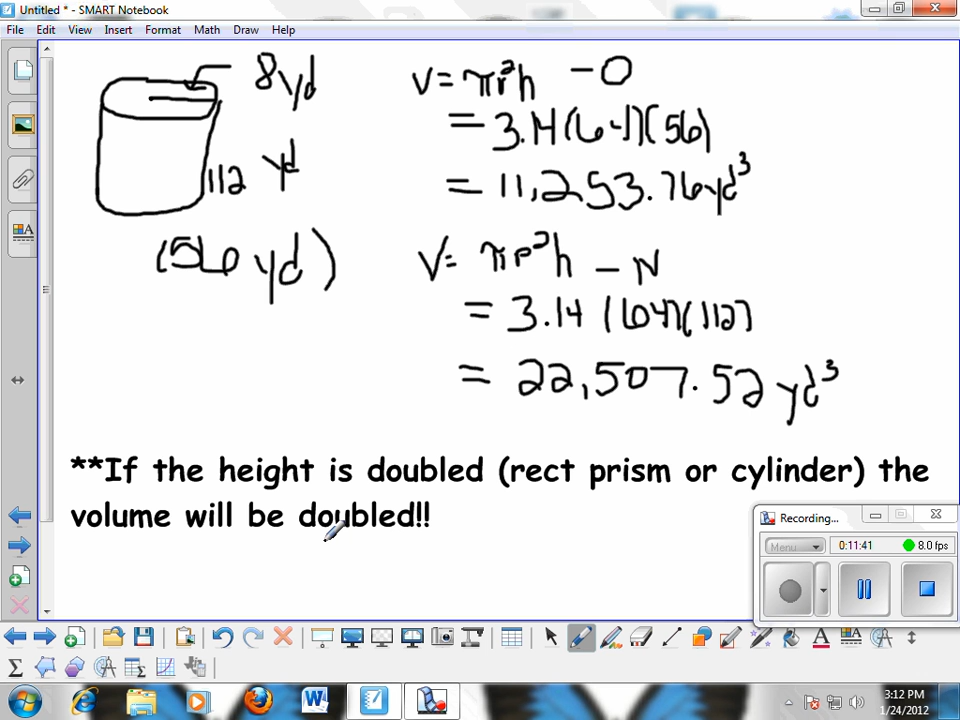 Untitled * - SMART Notebook
File Edit View Insert Format Math Draw Help
8yd
112 yd
(56 yd)
V= πr²h - O
= 3.14(64)(56)
= 11,253.76yd³
V= πr²h - N
= 3.14 (64)(112)
= 22,507.52 yd³
**If the height is doubled (rect prism or cylinder) the
volume will be doubled!!
Recording...
Menu 0:11:41 8.0 fps
3:12 PM
1/24/2012